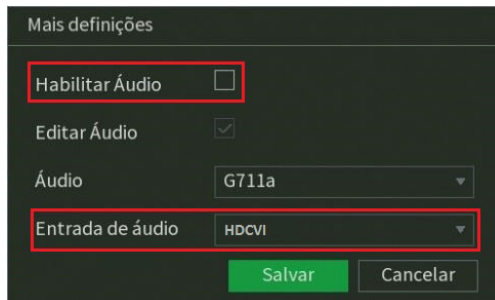 Mais definições
Habilitar Áudio
Editar Áudio
Áudio G711a
Entrada de áudio HDCVI
Salvar Cancelar